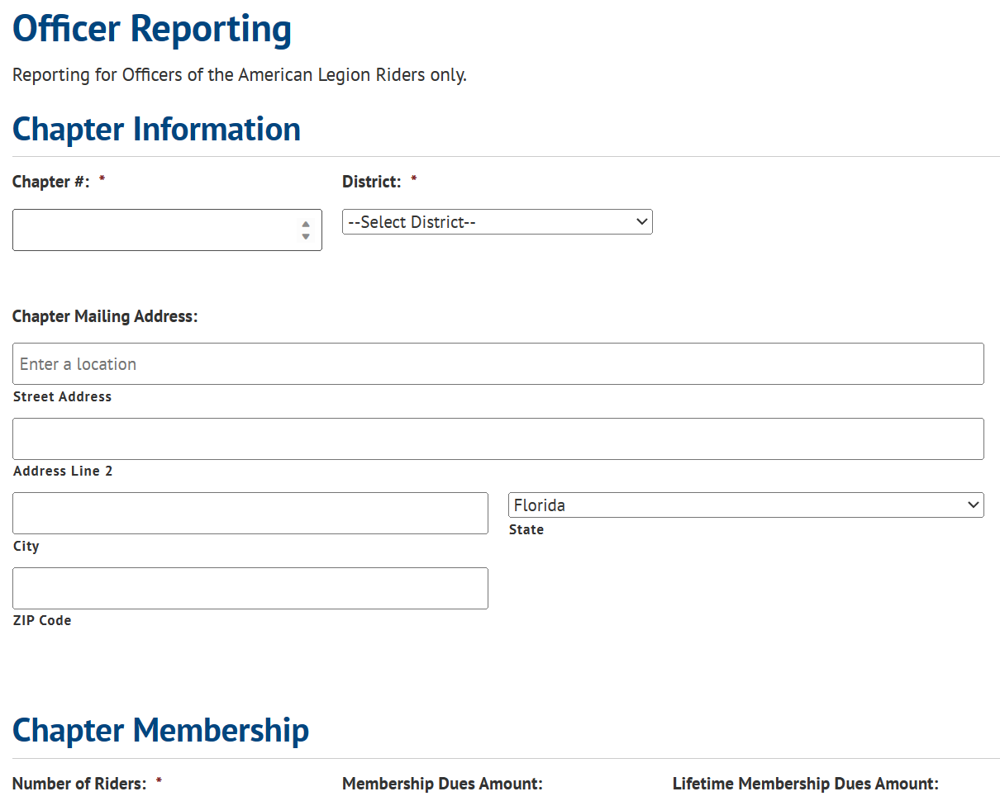 Officer Reporting
Reporting for Officers of the American Legion Riders only.
Chapter Information
Chapter #: * District: *
--Select District--
Chapter Mailing Address:
Enter a location
Street Address
Address Line 2
Florida
City State
ZIP Code
Chapter Membership
Number of Riders: * Membership Dues Amount: Lifetime Membership Dues Amount: